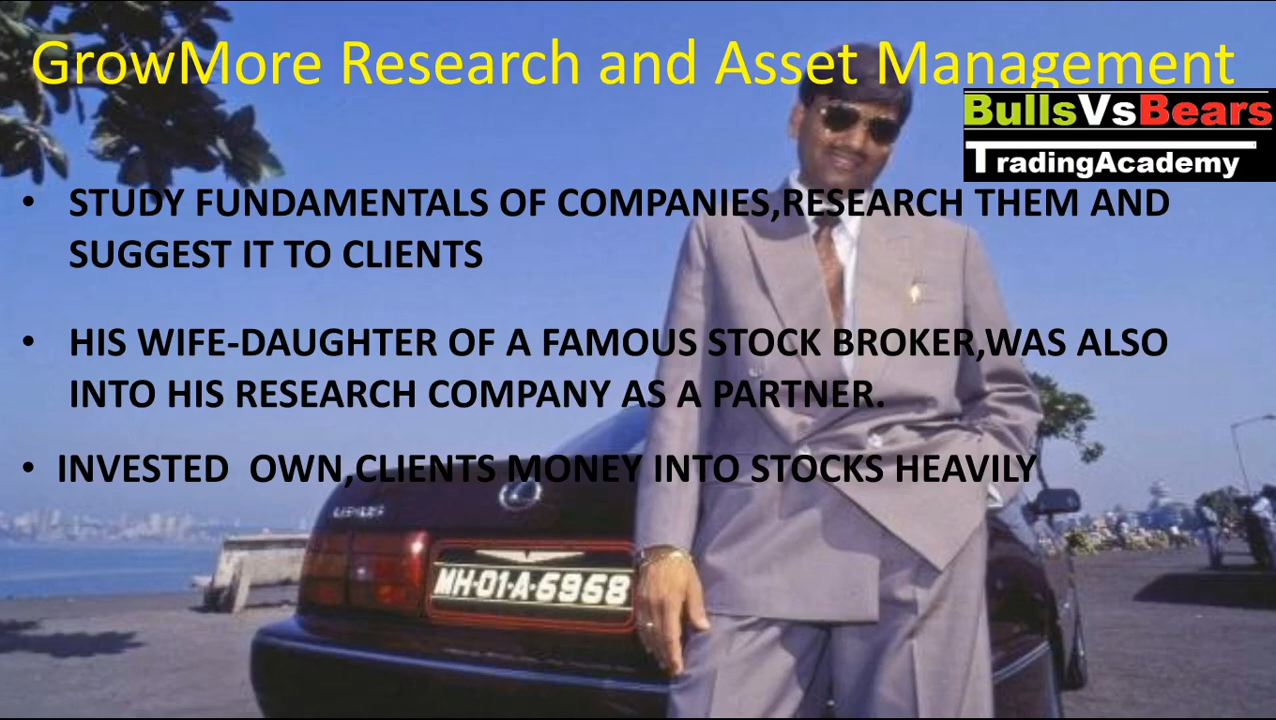 GrowMore Research and Asset Management
BullsVsBears
TradingAcademy
• STUDY FUNDAMENTALS OF COMPANIES,RESEARCH THEM AND
SUGGEST IT TO CLIENTS
• HIS WIFE-DAUGHTER OF A FAMOUS STOCK BROKER,WAS ALSO
INTO HIS RESEARCH COMPANY AS A PARTNER.
• INVESTED  OWN,CLIENTS MONEY INTO STOCKS HEAVILY
LEXUS
MH-01-A-5968